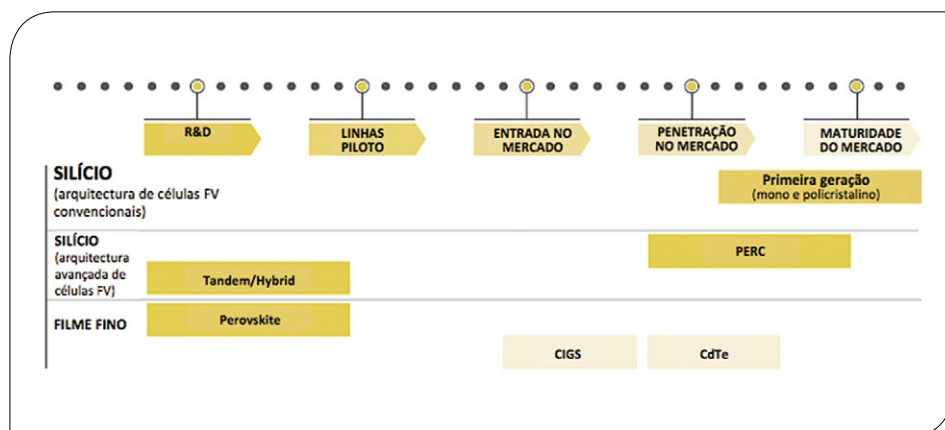 R&D
LINHAS
PILOTO
ENTRADA NO
MERCADO
PENETRAÇÃO
NO MERCADO
MATURIDADE
DO MERCADO
SILÍCIO
(arquitectura de células FV
convencionais)
Primeira geração
(mono e policristalino)
SILÍCIO
(arquitectura
avançada de
células FV)
PERC
Tandem/Hybrid
FILME FINO
Perovskite
CIGS
CdTe